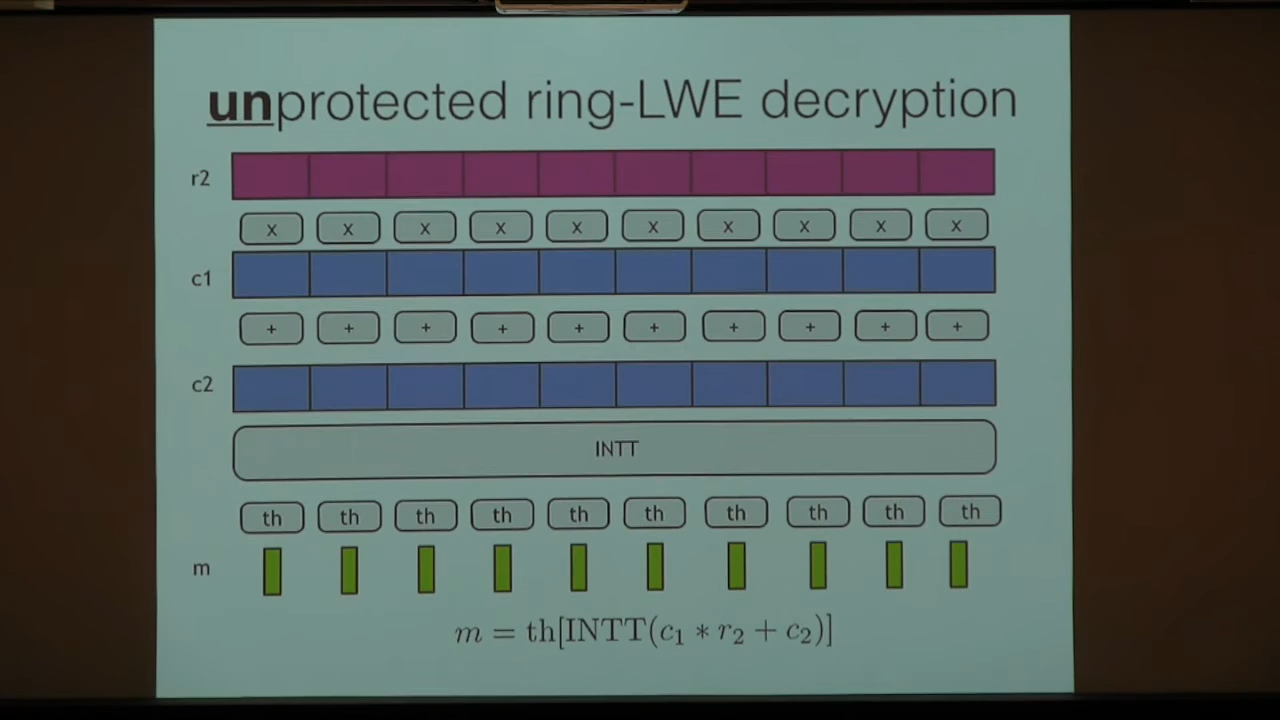 unprotected ring-LWE decryption
r2
x x x x x x x x x x
c1
+ + + + + + + + + +
c2
INTT
th th th th th th th th th th
m
m = th[INTT(c₁ * r₂ + c₂)]